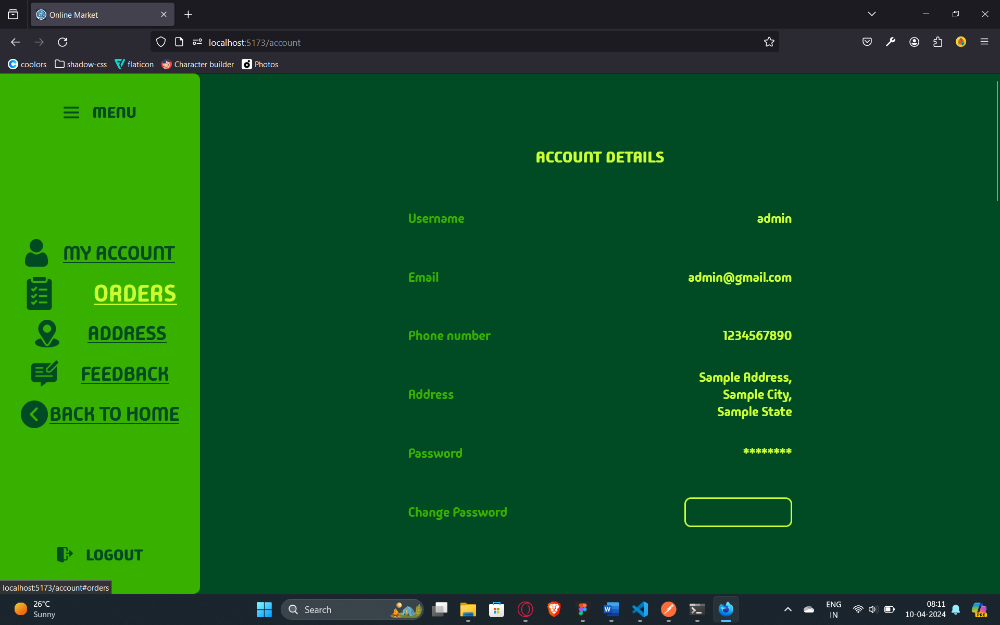 Online Market
localhost:5173/account
coolors
shadow-css
flaticon
Character builder
Photos
MENU
ACCOUNT DETAILS
Username
admin
MY ACCOUNT
Email
admin@gmail.com
ORDERS
ADDRESS
Phone number
1234567890
FEEDBACK
Address
Sample Address,
Sample City,
Sample State
BACK TO HOME
Password
********
Change Password
LOGOUT
localhost:5173/account#orders
26°C
Sunny
Search
ENG
IN
08:11
10-04-2024
PRE